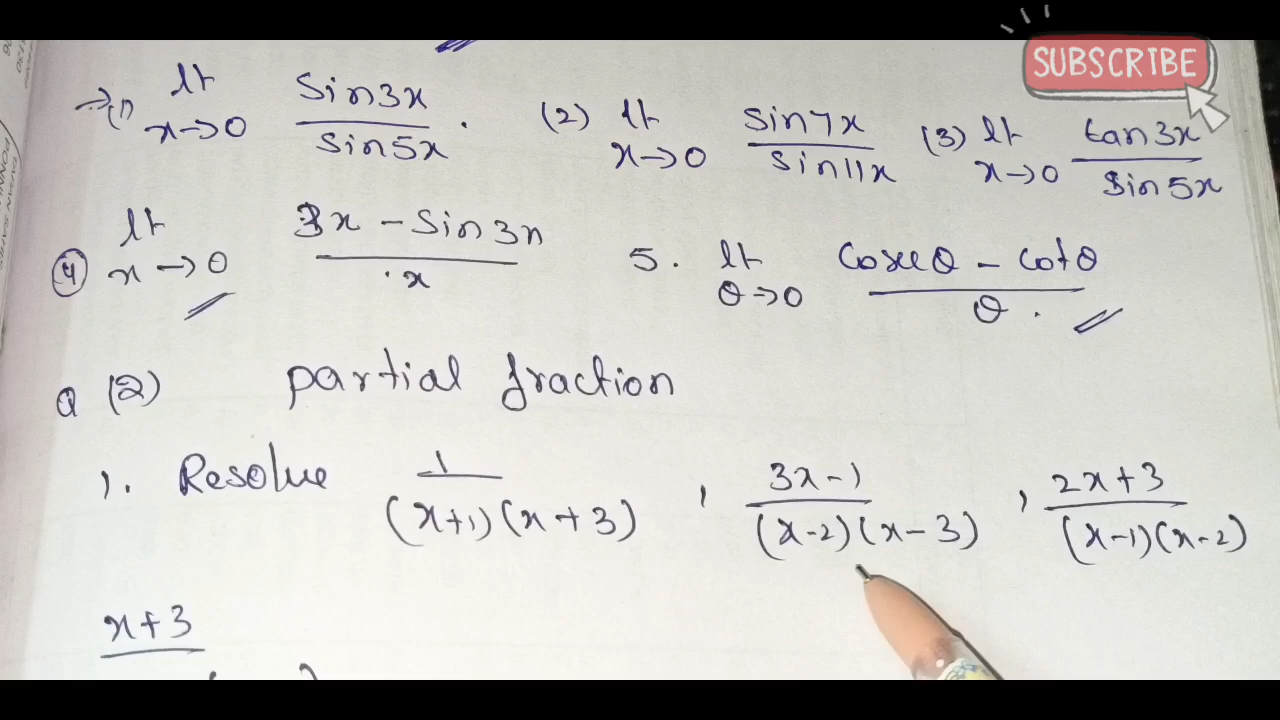 SUBSCRIBE
→(1) lt x→0 Sin3x / Sin5x . (2) lt x→0 Sin7x / Sin11x (3) lt x→0 tan3x / Sin5x
(4) lt x→0 3x - Sin3x / x 5. lt θ→0 Cosecθ - Cotθ / θ .
Q (2) partial fraction
1. Resolve 1 / (x+1)(x+3) , 3x-1 / (x-2)(x-3) , 2x+3 / (x-1)(x-2)
x+3